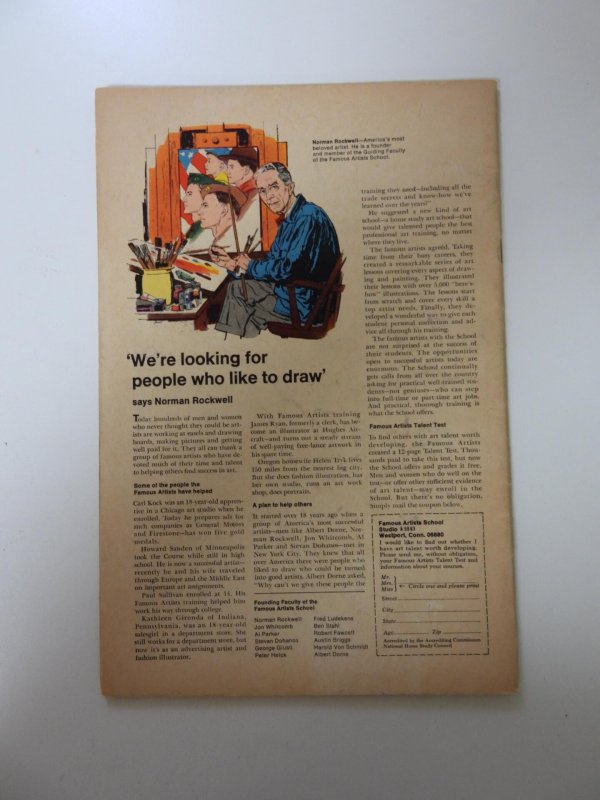 Norman Rockwell—America's most
beloved artist. He is a founder
and member of the Guiding Faculty
of the Famous Artists School.
'We're looking for
people who like to draw'
says Norman Rockwell
Today hundreds of men and women
who never thought they could be art-
ists are working at easels and drawing
boards, making pictures and getting
well paid for it. They all can thank a
group of famous artists who have de-
voted much of their time and talent
to helping others find success in art.
Some of the people the
Famous Artists have helped
Carl Kock was an 18-year-old appren-
tice in a Chicago art studio when he
enrolled. Today he prepares ads for
such companies as General Motors
and Firestone—has won five gold
medals.
Howard Sanden of Minneapolis
took the Course while still in high
school. He is now a successful artist—
recently he and his wife traveled
through Europe and the Middle East
on important art assignments.
Paul Sullivan enrolled at 15. His
Famous Artists training helped him
work his way through college.
Kathleen Gironda of Indiana,
Pennsylvania, was an 18-year-old
salesgirl in a department store. She
still works for a department store, but
now it's as an advertising artist and
fashion illustrator.
With Famous Artists training
James Ryan, formerly a clerk, has be-
come an illustrator at Hughes Air-
craft—and turns out a steady stream
of well-paying free-lance artwork in
his spare time.
Oregon housewife Helen Tryk lives
150 miles from the nearest big city.
But she does fashion illustration, has
her own studio, runs an art work
shop, does portraits.
A plan to help others
It started over 18 years ago when a
group of America's most successful
artists—men like Albert Dorne, Nor-
man Rockwell, Jon Whitcomb, Al
Parker and Stevan Dohanos—met in
New York City. They knew that all
over America there were people who
liked to draw who could be turned
into good artists. Albert Dorne asked,
"Why can't we give these people the
Founding Faculty of the
Famous Artists School
Norman Rockwell
Jon Whitcomb
Al Parker
Stevan Dohanos
George Giusti
Peter Helck
Fred Ludekens
Ben Stahl
Robert Fawcett
Austin Briggs
Harold Von Schmidt
Albert Dorne
training they used—including all the
trade secrets and know-how we've
learned over the years?"
He suggested a new kind of art
school—a home study art school—that
would give talented people the best
professional art training, no matter
where they live.
The famous artists agreed. Taking
time from their busy careers, they
created a remarkable series of art
lessons covering every aspect of draw-
ing and painting. They illustrated
their lessons with over 5,000 "here's-
how" illustrations. The lessons start
from scratch and cover every skill a
top artist needs. Finally, they de-
veloped a wonderful way to give each
student personal instruction and ad-
vice all through his training.
The famous artists with the School
are not surprised at the success of
their students. The opportunities
open to successful artists today are
enormous. The School continually
gets calls from all over the country
asking for practical well-trained stu-
dents—not geniuses—who can step
into full-time or part-time art jobs.
And practical, thorough training is
what the School offers.
Famous Artists Talent Test
To find others with art talent worth
developing, the Famous Artists
created a 12-page Talent Test. Thou-
sands paid to take this test, but now
the School offers and grades it free.
Men and women who do well on the
test—or offer other sufficient evidence
of art talent—may enroll in the
School. But there's no obligation.
Simply mail the coupon below.
Famous Artists School
Studio
Westport, Conn. 06880
I would like to find out whether I
have art talent worth developing.
Please send me, without obligation,
your Famous Artists Talent Test and
information about your courses.
Mr.
Mrs. ← Circle one and please print
Miss
Street
City
State
Age Zip
Accredited by the Accrediting Commission
National Home Study Council